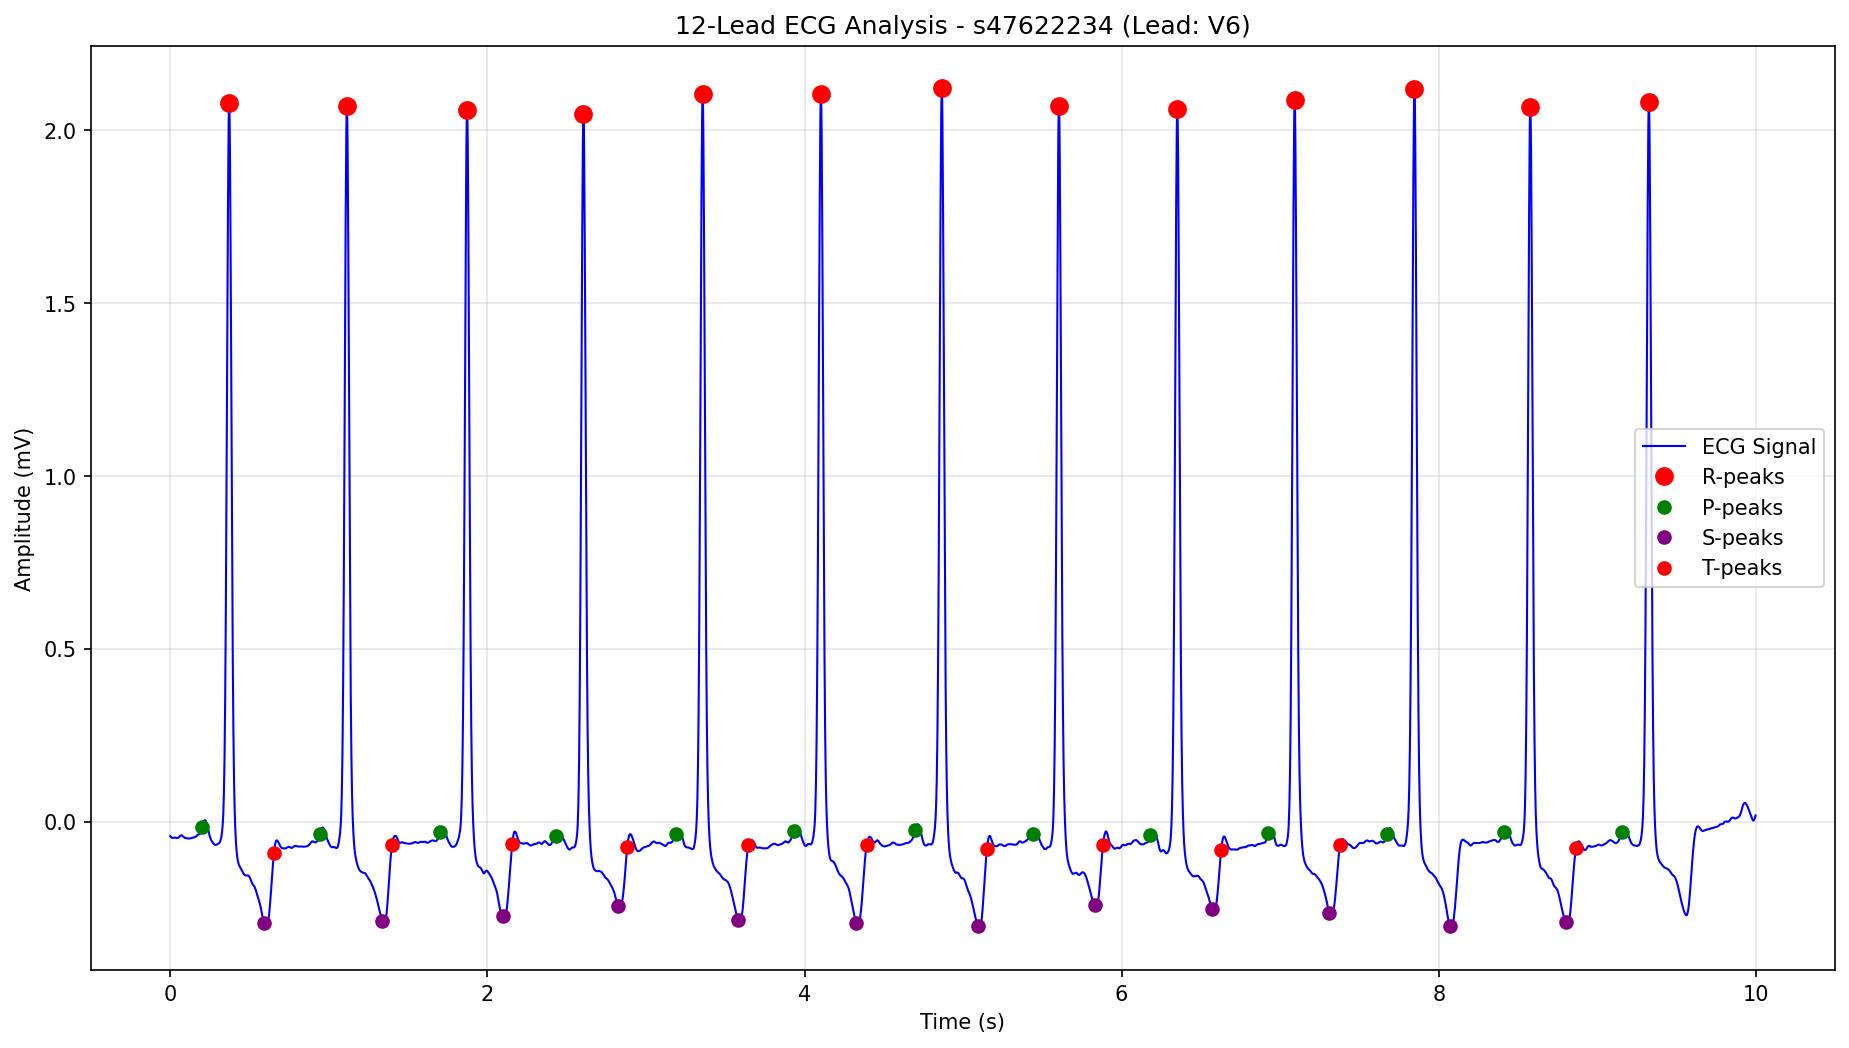 12-Lead ECG Analysis - s47622234 (Lead: V6)
Amplitude (mV)
2.0
1.5
1.0
0.5
0.0
ECG Signal
R-peaks
P-peaks
S-peaks
T-peaks
0 2 4 6 8 10
Time (s)